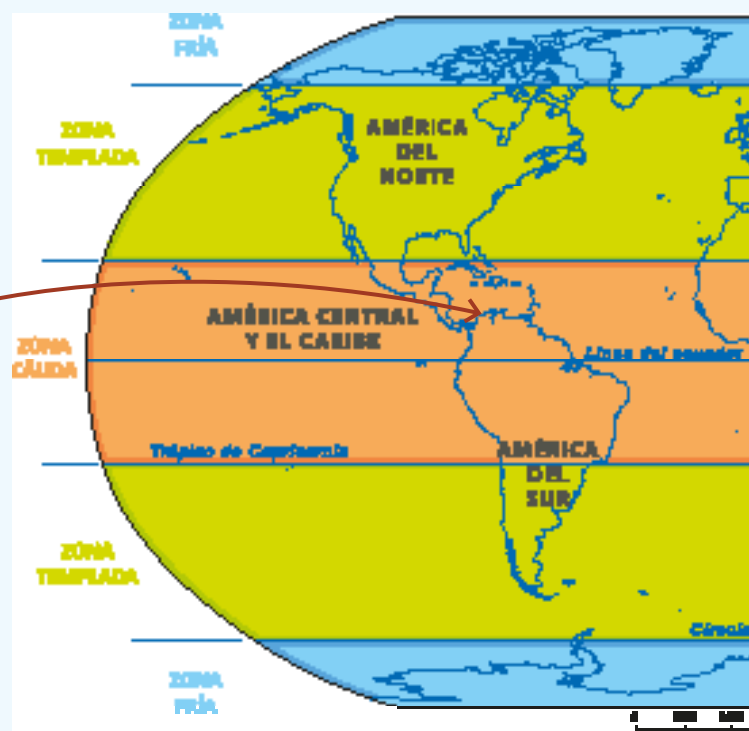 ZONA
FRÍA
ZONA
TEMPLADA
AMÉRICA
DEL
NORTE
AMÉRICA CENTRAL
Y EL CARIBE
ZONA
CÁLIDA
Línea del ecuador
Trópico de Capricornio
AMÉRICA
DEL
SUR
ZONA
TEMPLADA
Círculo
ZONA
FRÍA